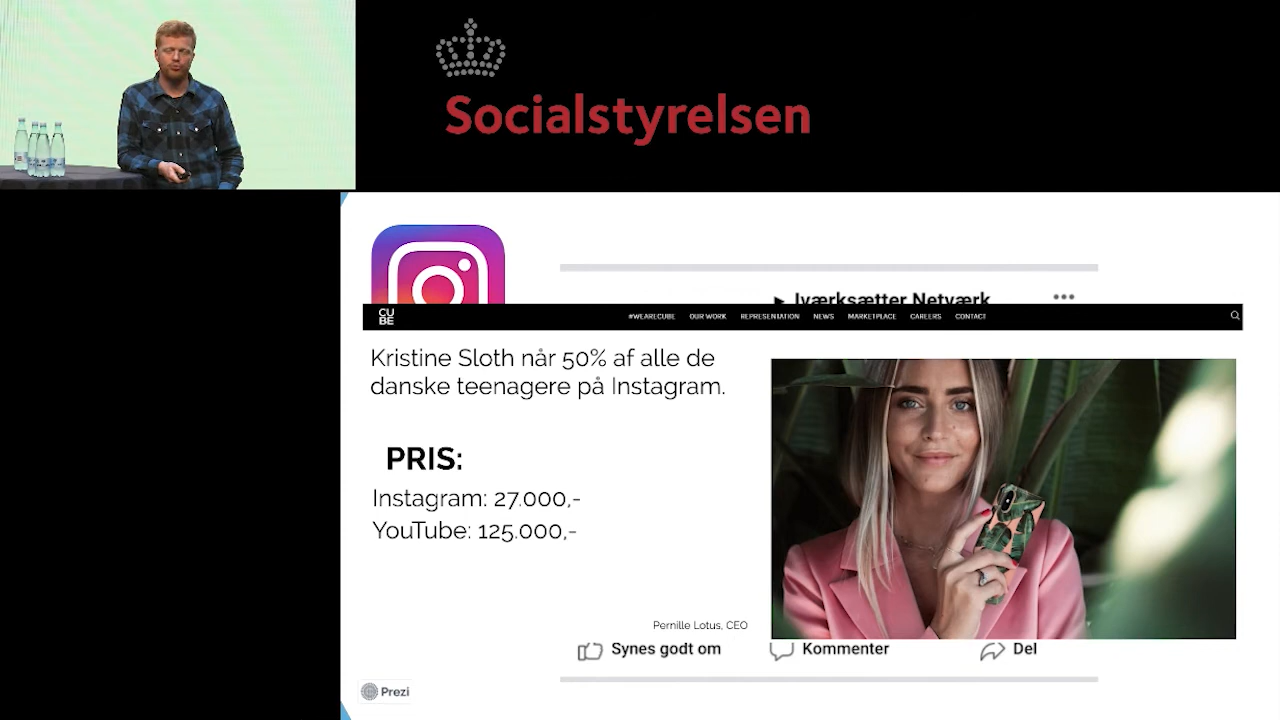 Socialstyrelsen
Iværksætter Netværk
CU
BE
#WEARECUBE OUR WORK REPRESENTATION NEWS MARKETPLACE CAREERS CONTACT
Kristine Sloth når 50% af alle de
danske teenagere på Instagram.
PRIS:
Instagram: 27.000,-
YouTube: 125.000,-
Pernille Lotus, CEO
Synes godt om
Kommenter
Del
Prezi